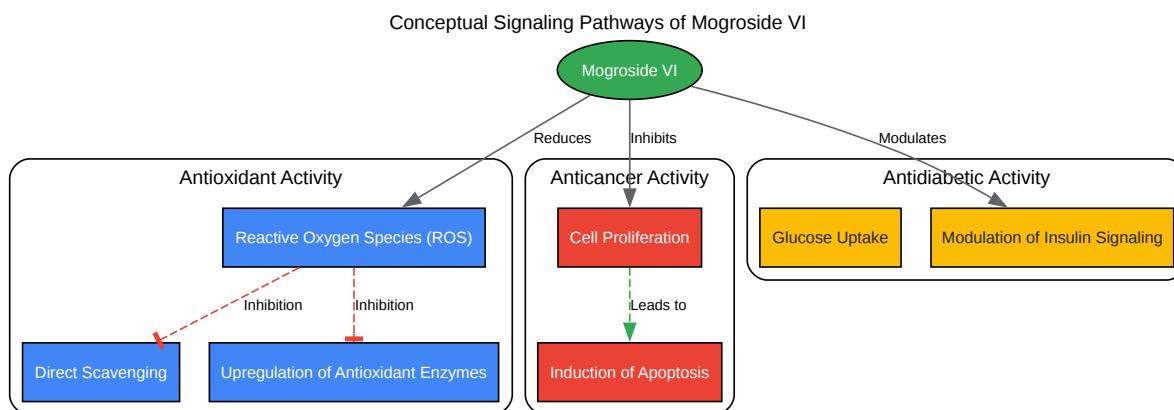 Conceptual Signaling Pathways of Mogroside VI
Mogroside VI
Reduces
Inhibits
Modulates
Antioxidant Activity
Anticancer Activity
Antidiabetic Activity
Reactive Oxygen Species (ROS)
Cell Proliferation
Glucose Uptake
Modulation of Insulin Signaling
Inhibition
Inhibition
Leads to
Direct Scavenging
Upregulation of Antioxidant Enzymes
Induction of Apoptosis